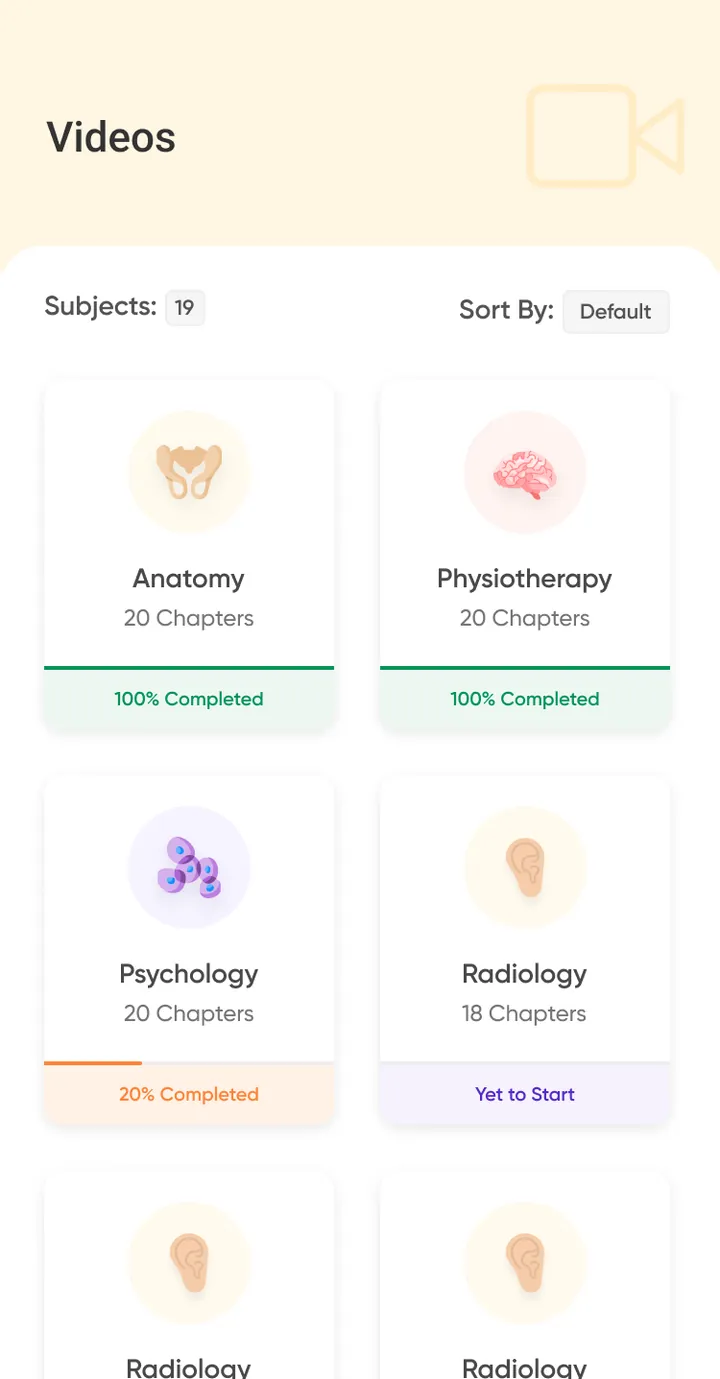 Videos
Subjects: 19
Sort By: Default
Anatomy
20 Chapters
100% Completed
Physiotherapy
20 Chapters
100% Completed
Psychology
20 Chapters
20% Completed
Radiology
18 Chapters
Yet to Start
Radiology
Radiology